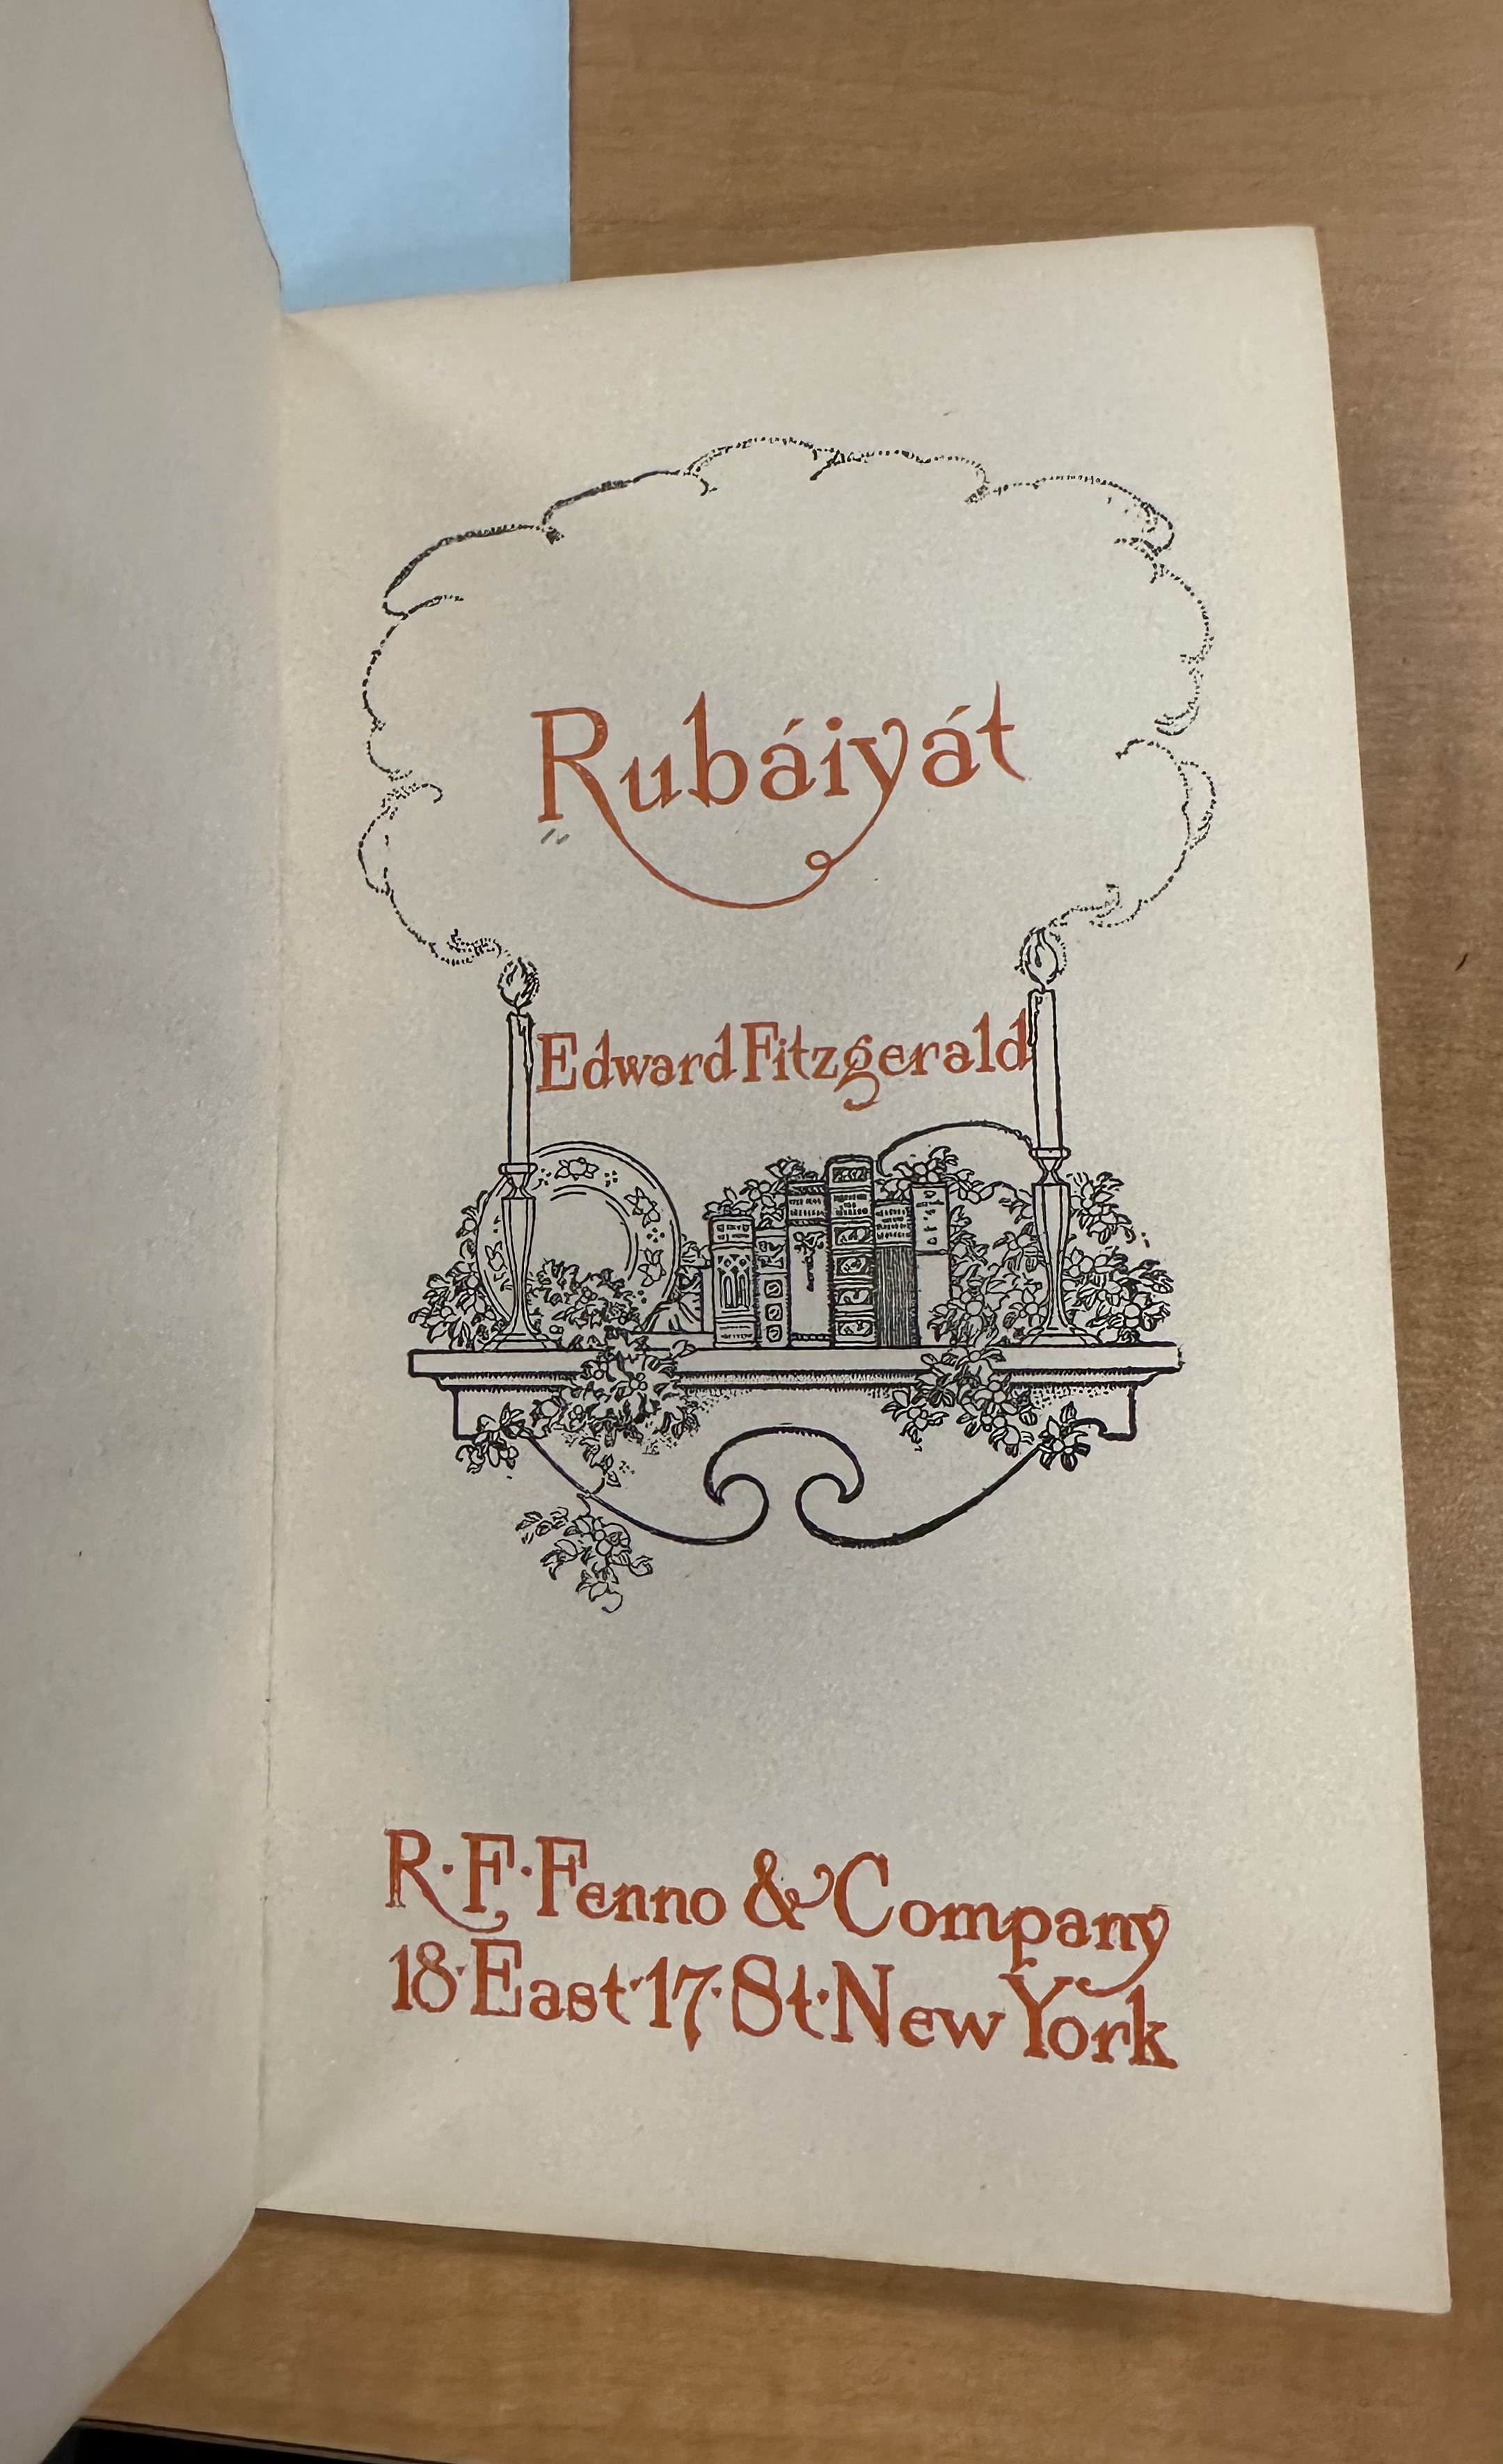 Rubáiyát
Edward Fitzgerald
R·F·Fenno & Company
18·East·17·St·New York